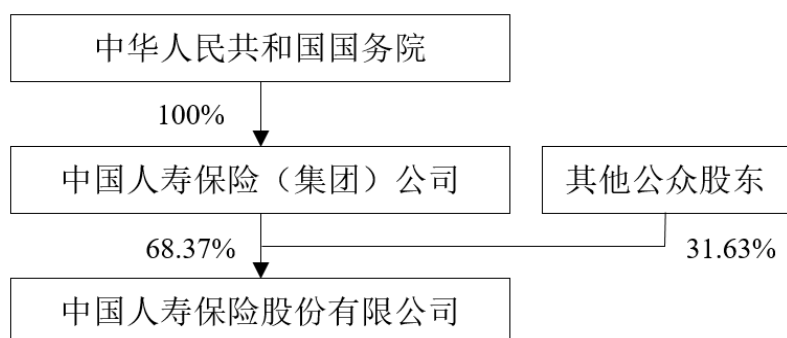 中华人民共和国国务院
100%
中国人寿保险（集团）公司
其他公众股东
68.37%
31.63%
中国人寿保险股份有限公司